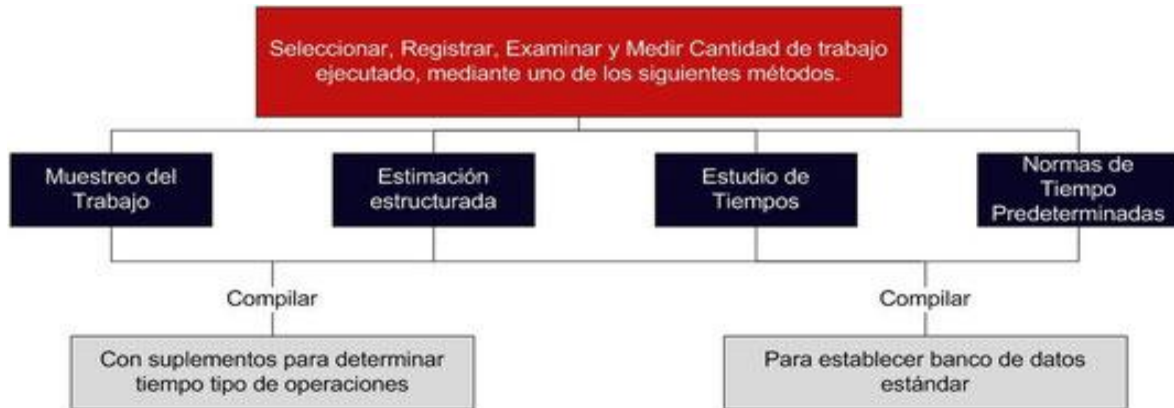 Seleccionar, Registrar, Examinar y Medir Cantidad de trabajo
ejecutado, mediante uno de los siguientes métodos.
Muestreo del
Trabajo
Estimación
estructurada
Estudio de
Tiempos
Normas de
Tiempo
Predeterminadas
Compilar
Compilar
Con suplementos para determinar
tiempo tipo de operaciones
Para establecer banco de datos
estándar